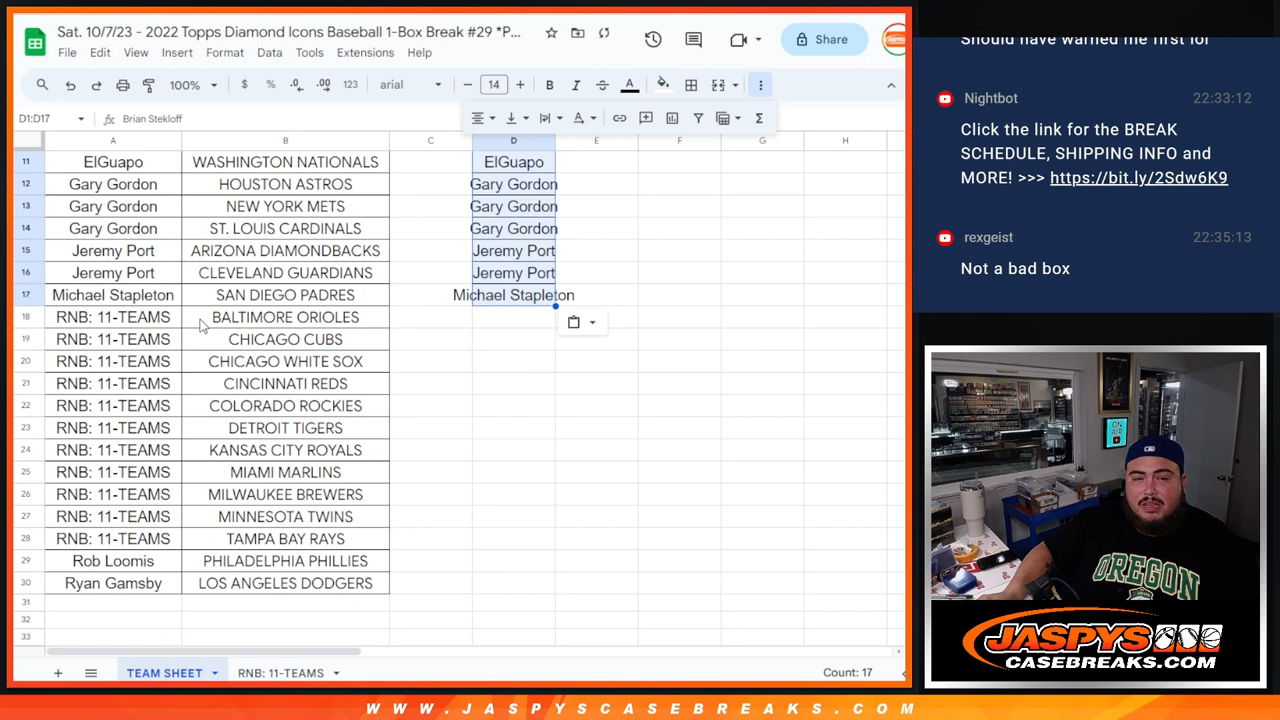 Sat. 10/7/23 - 2022 Topps Diamond Icons Baseball 1-Box Break #29 *P...
File Edit View Insert Format Data Tools Extensions Help
Share
100% $ % .0 .00 123 arial 14 B I A
D1:D17 Brian Stekloff
A B C D E F G H
11 ElGuapo WASHINGTON NATIONALS ElGuapo
12 Gary Gordon HOUSTON ASTROS Gary Gordon
13 Gary Gordon NEW YORK METS Gary Gordon
14 Gary Gordon ST. LOUIS CARDINALS Gary Gordon
15 Jeremy Port ARIZONA DIAMONDBACKS Jeremy Port
16 Jeremy Port CLEVELAND GUARDIANS Jeremy Port
17 Michael Stapleton SAN DIEGO PADRES Michael Stapleton
18 RNB: 11-TEAMS BALTIMORE ORIOLES
19 RNB: 11-TEAMS CHICAGO CUBS
20 RNB: 11-TEAMS CHICAGO WHITE SOX
21 RNB: 11-TEAMS CINCINNATI REDS
22 RNB: 11-TEAMS COLORADO ROCKIES
23 RNB: 11-TEAMS DETROIT TIGERS
24 RNB: 11-TEAMS KANSAS CITY ROYALS
25 RNB: 11-TEAMS MIAMI MARLINS
26 RNB: 11-TEAMS MILWAUKEE BREWERS
27 RNB: 11-TEAMS MINNESOTA TWINS
28 RNB: 11-TEAMS TAMPA BAY RAYS
29 Rob Loomis PHILADELPHIA PHILLIES
30 Ryan Gamsby LOS ANGELES DODGERS
31
32
33
TEAM SHEET RNB: 11-TEAMS Count: 17
Should have warned me first lol
Nightbot 22:33:12
Click the link for the BREAK
SCHEDULE, SHIPPING INFO and
MORE! >>> https://bit.ly/2Sdw6K9
rexgeist 22:35:13
Not a bad box
ON
AIR
OREGON
JASPYS
CASEBREAKS.COM
WWW.JASPYSCASEBREAKS.COM